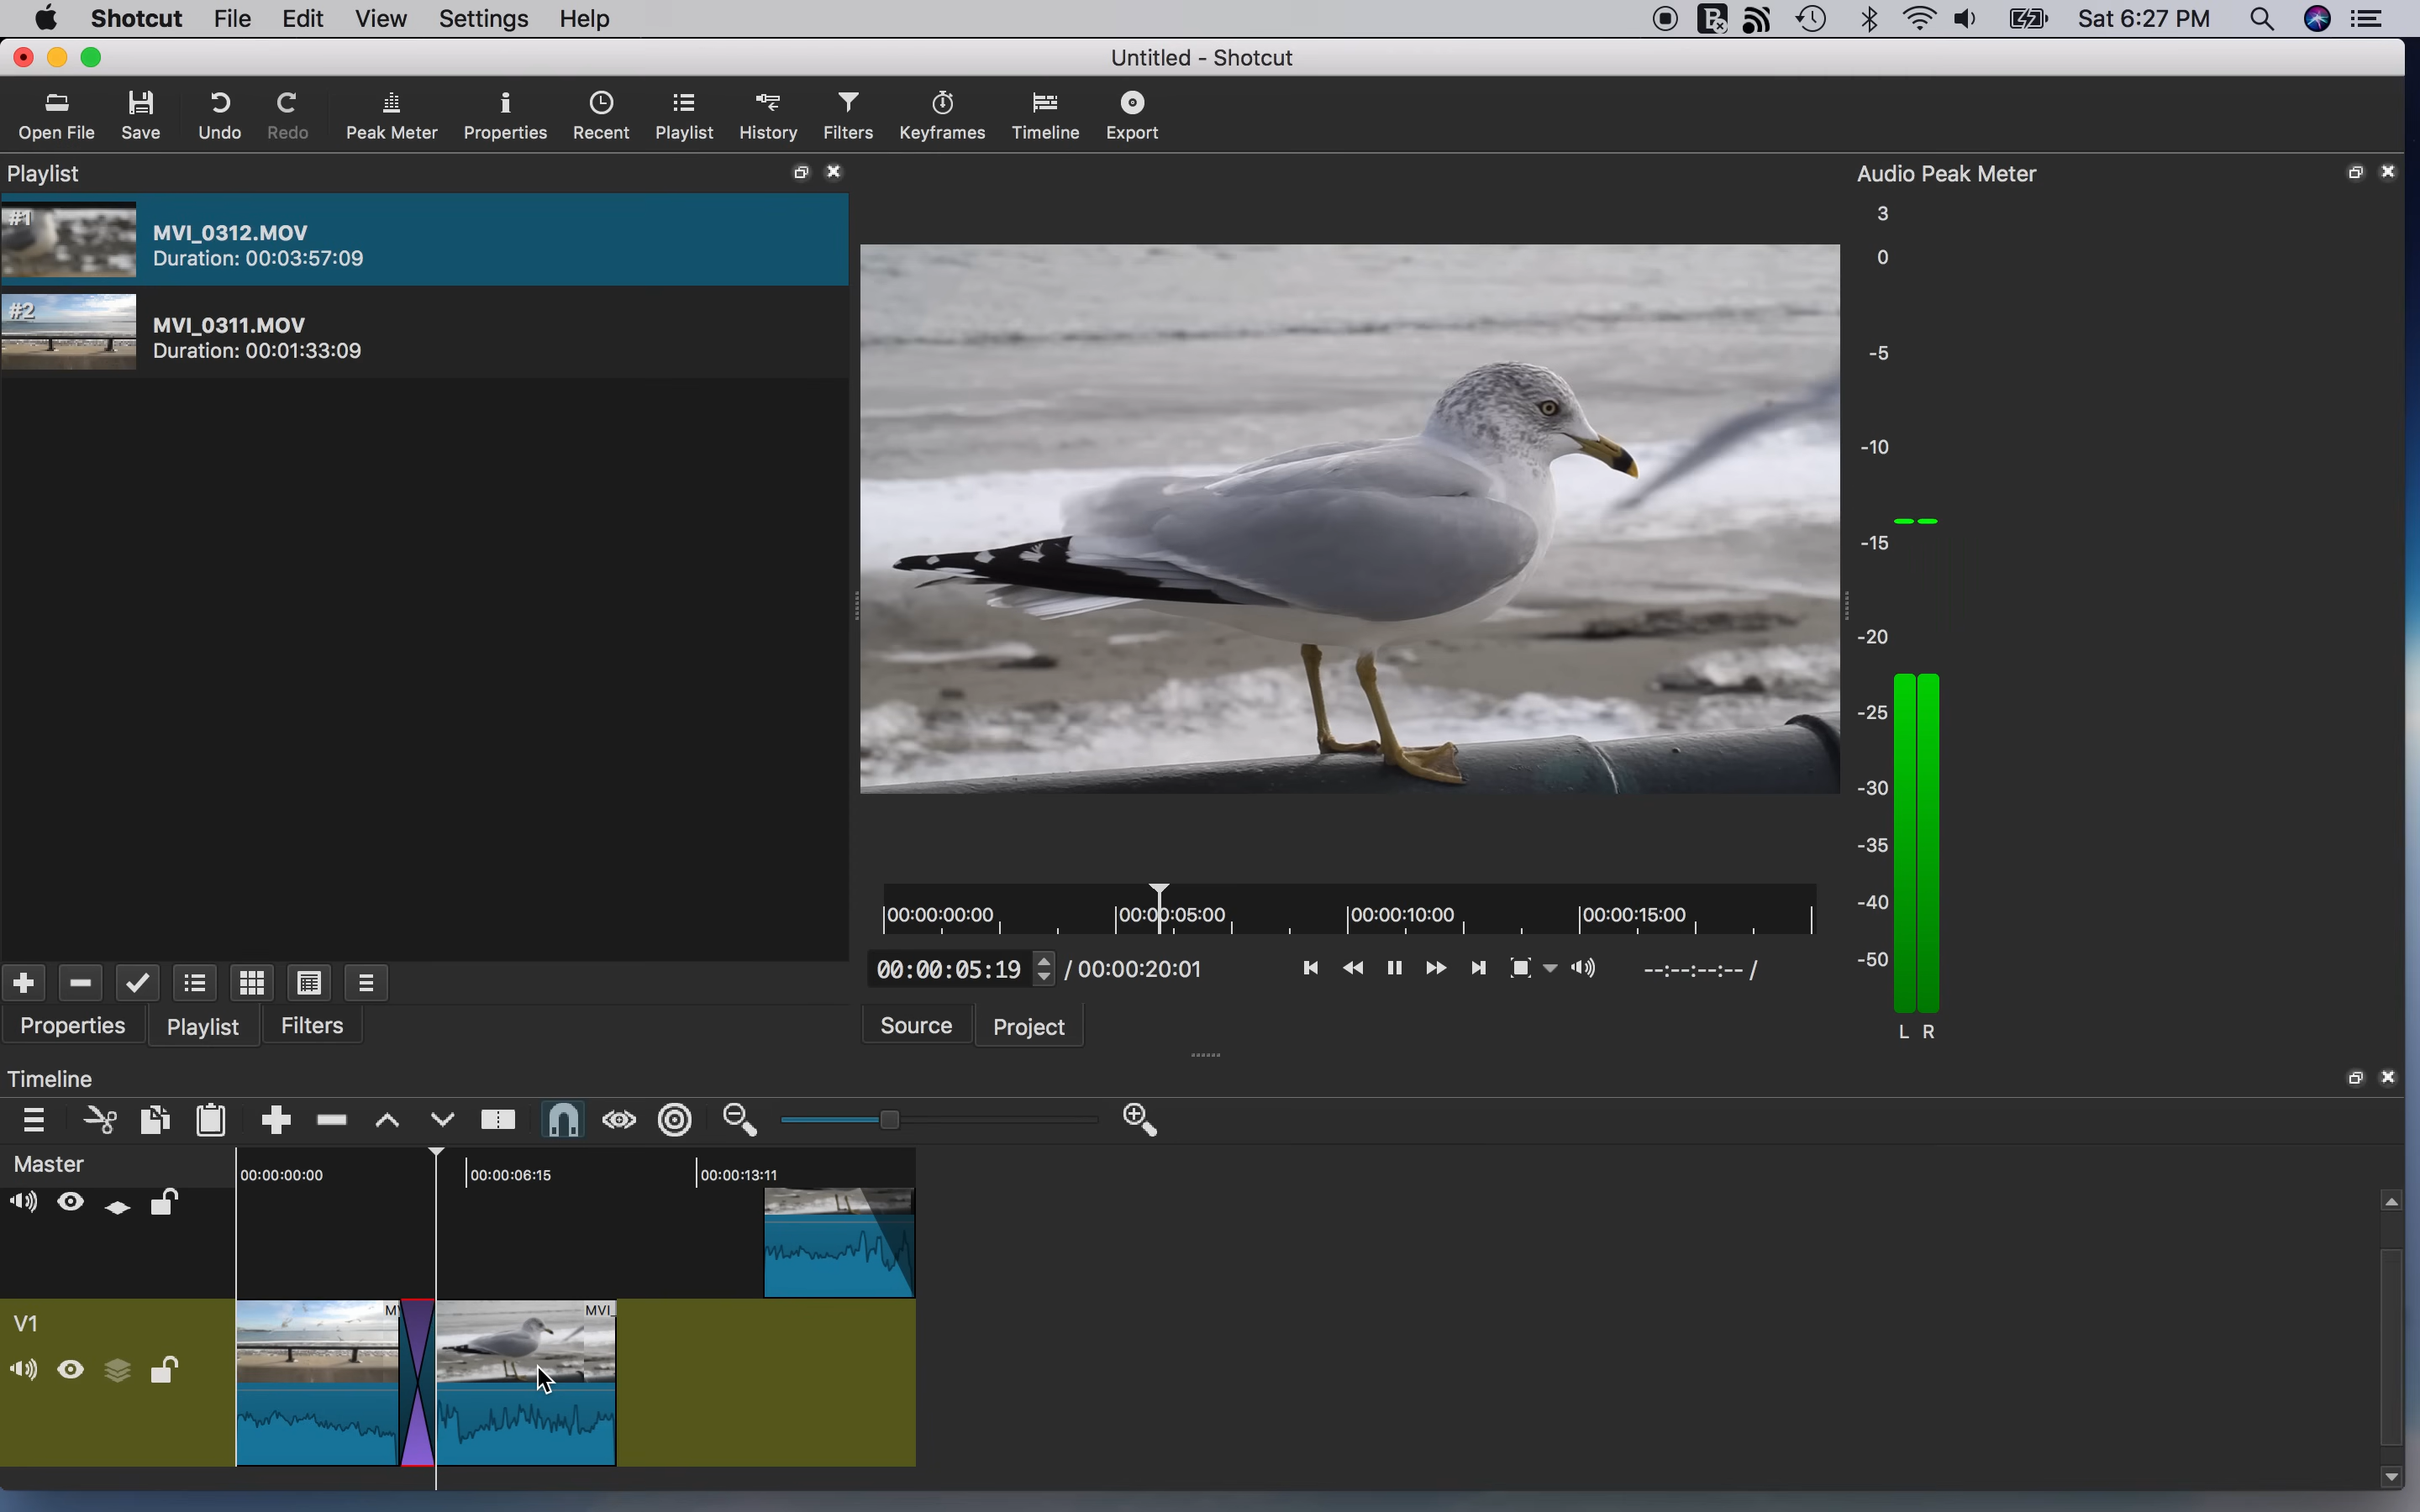 Shotcut File Edit View Settings Help Sat 6:27 PM
Untitled - Shotcut
Open File Save Undo Redo Peak Meter Properties Recent Playlist History Filters Keyframes Timeline Export
Playlist
#1
MVI_0312.MOV
Duration: 00:03:57:09
#2
MVI_0311.MOV
Duration: 00:01:33:09
Audio Peak Meter
3
0
-5
-10
-15
-20
-25
-30
-35
-40
-50
L R
00:00:00:00 00:00:05:00 00:00:10:00 00:00:15:00
00:00:05:19 / 00:00:20:01 --:--:--:-- /
Properties Playlist Filters
Source Project
Timeline
Master
00:00:00:00 00:00:06:15 00:00:13:11
V1
MV MVI_